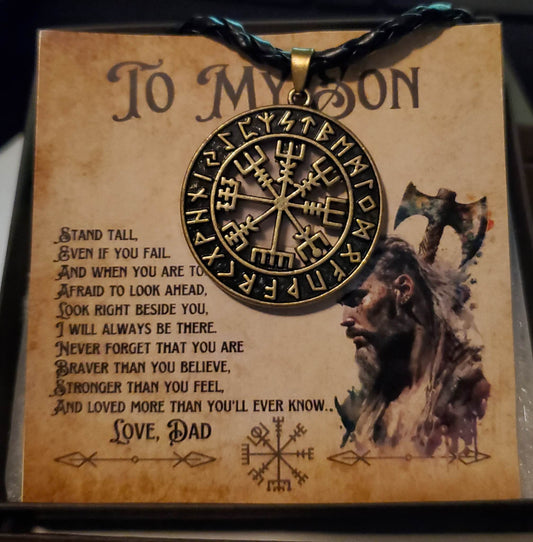 TO MY SON
ᚠᚢᚦᚨᚱᚲᚷᚹᚺᚾᛁᛃᛇᛈᛉᛊᛏᛒᛖᛗᛚᛜᛞᛟ
STAND TALL,
EVEN IF YOU FAIL.
AND WHEN YOU ARE
AFRAID TO LOOK AHEAD,
LOOK RIGHT BESIDE YOU,
I WILL ALWAYS BE THERE.
NEVER FORGET THAT YOU ARE
BRAVER THAN YOU BELIEVE,
STRONGER THAN YOU FEEL,
AND LOVED MORE THAN YOU'LL EVER KNOW..
LOVE, DAD